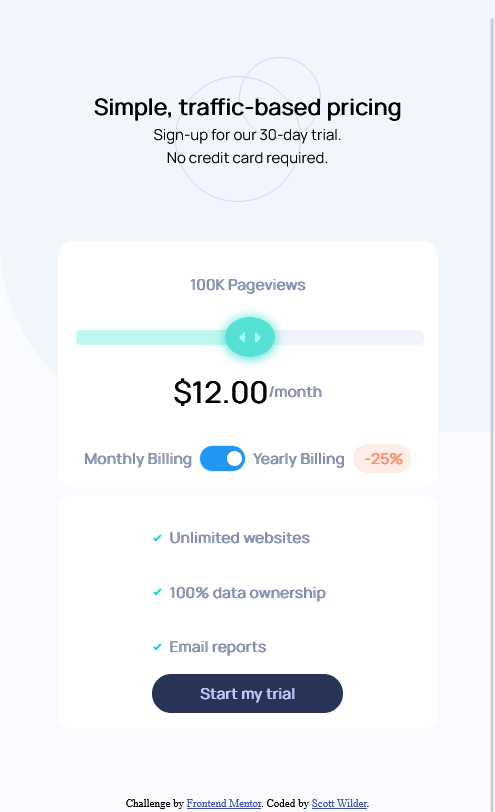 Simple, traffic-based pricing
Sign-up for our 30-day trial.
No credit card required.
100K Pageviews
$12.00/month
Monthly Billing Yearly Billing -25%
Unlimited websites
100% data ownership
Email reports
Start my trial
Challenge by Frontend Mentor. Coded by Scott Wilder.